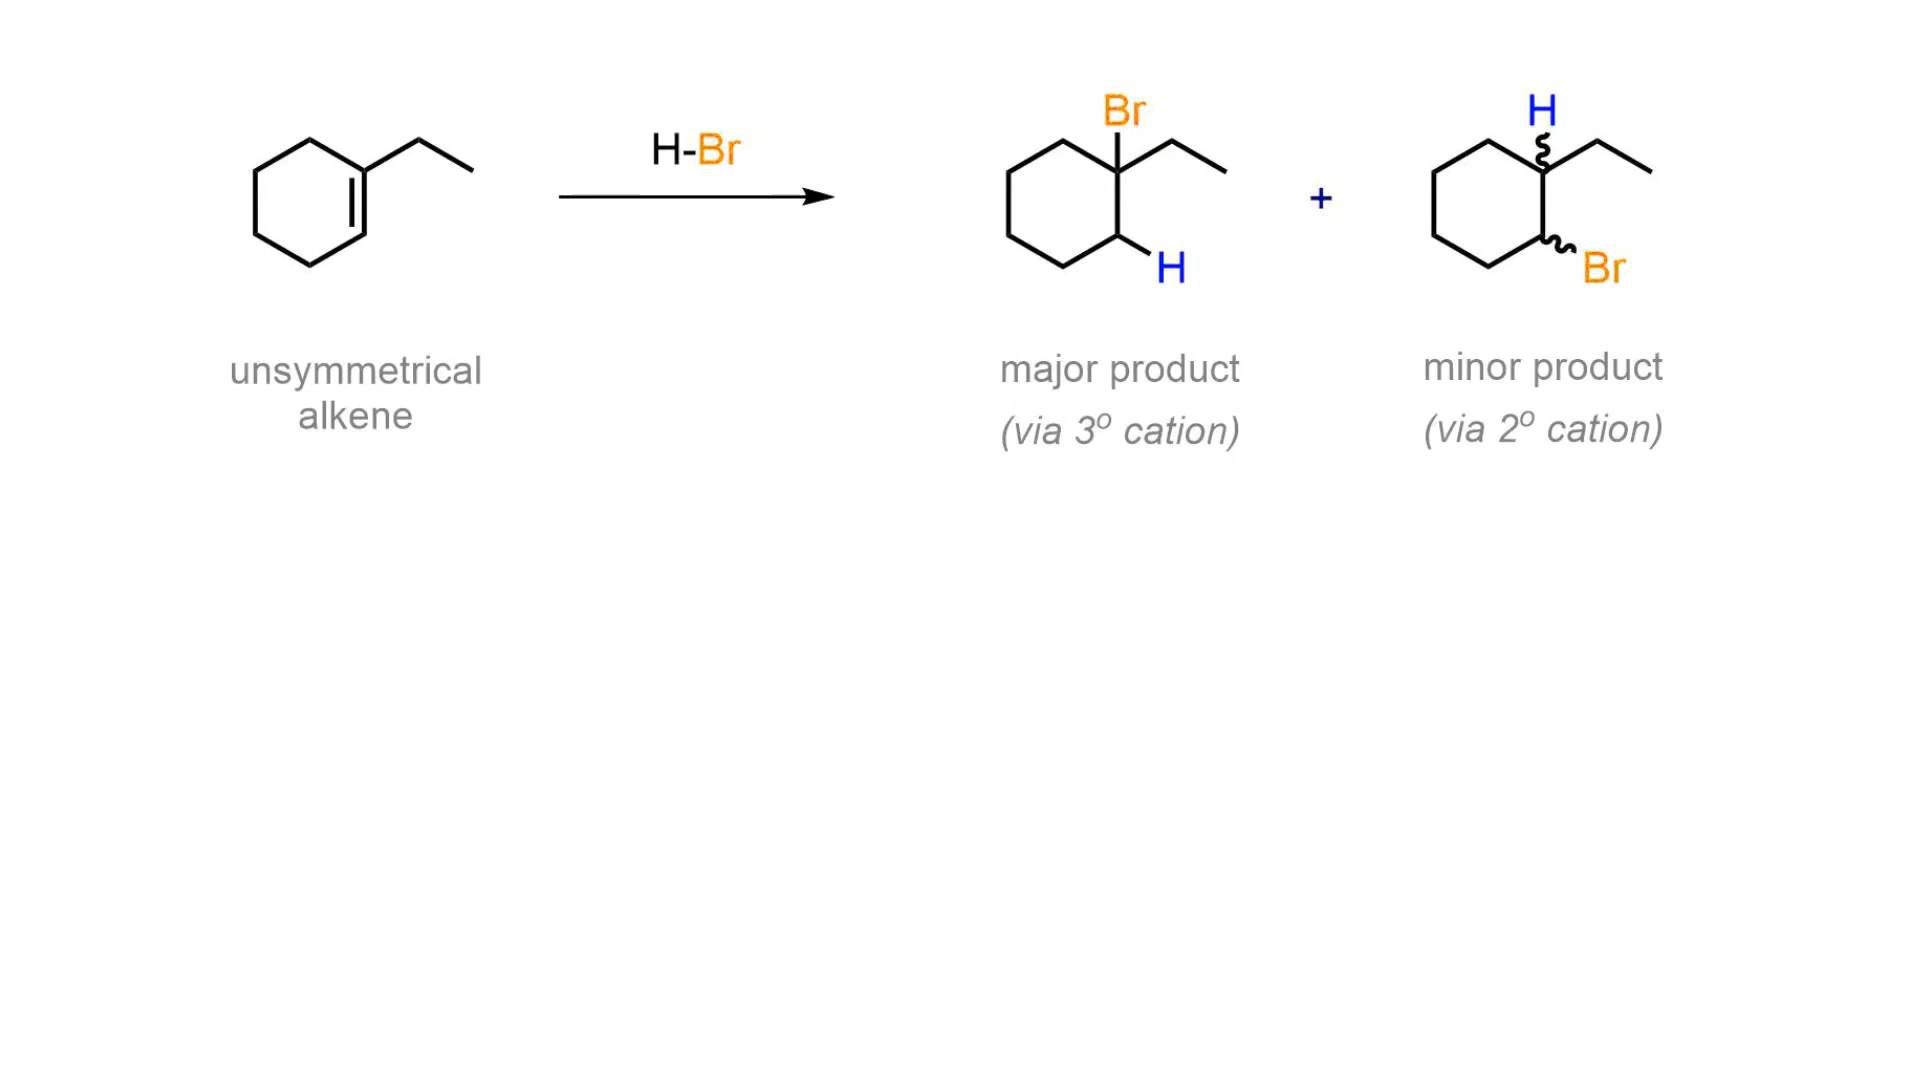 H-Br
Br
H
+
H
Br
unsymmetrical
alkene
major product
(via 3º cation)
minor product
(via 2º cation)